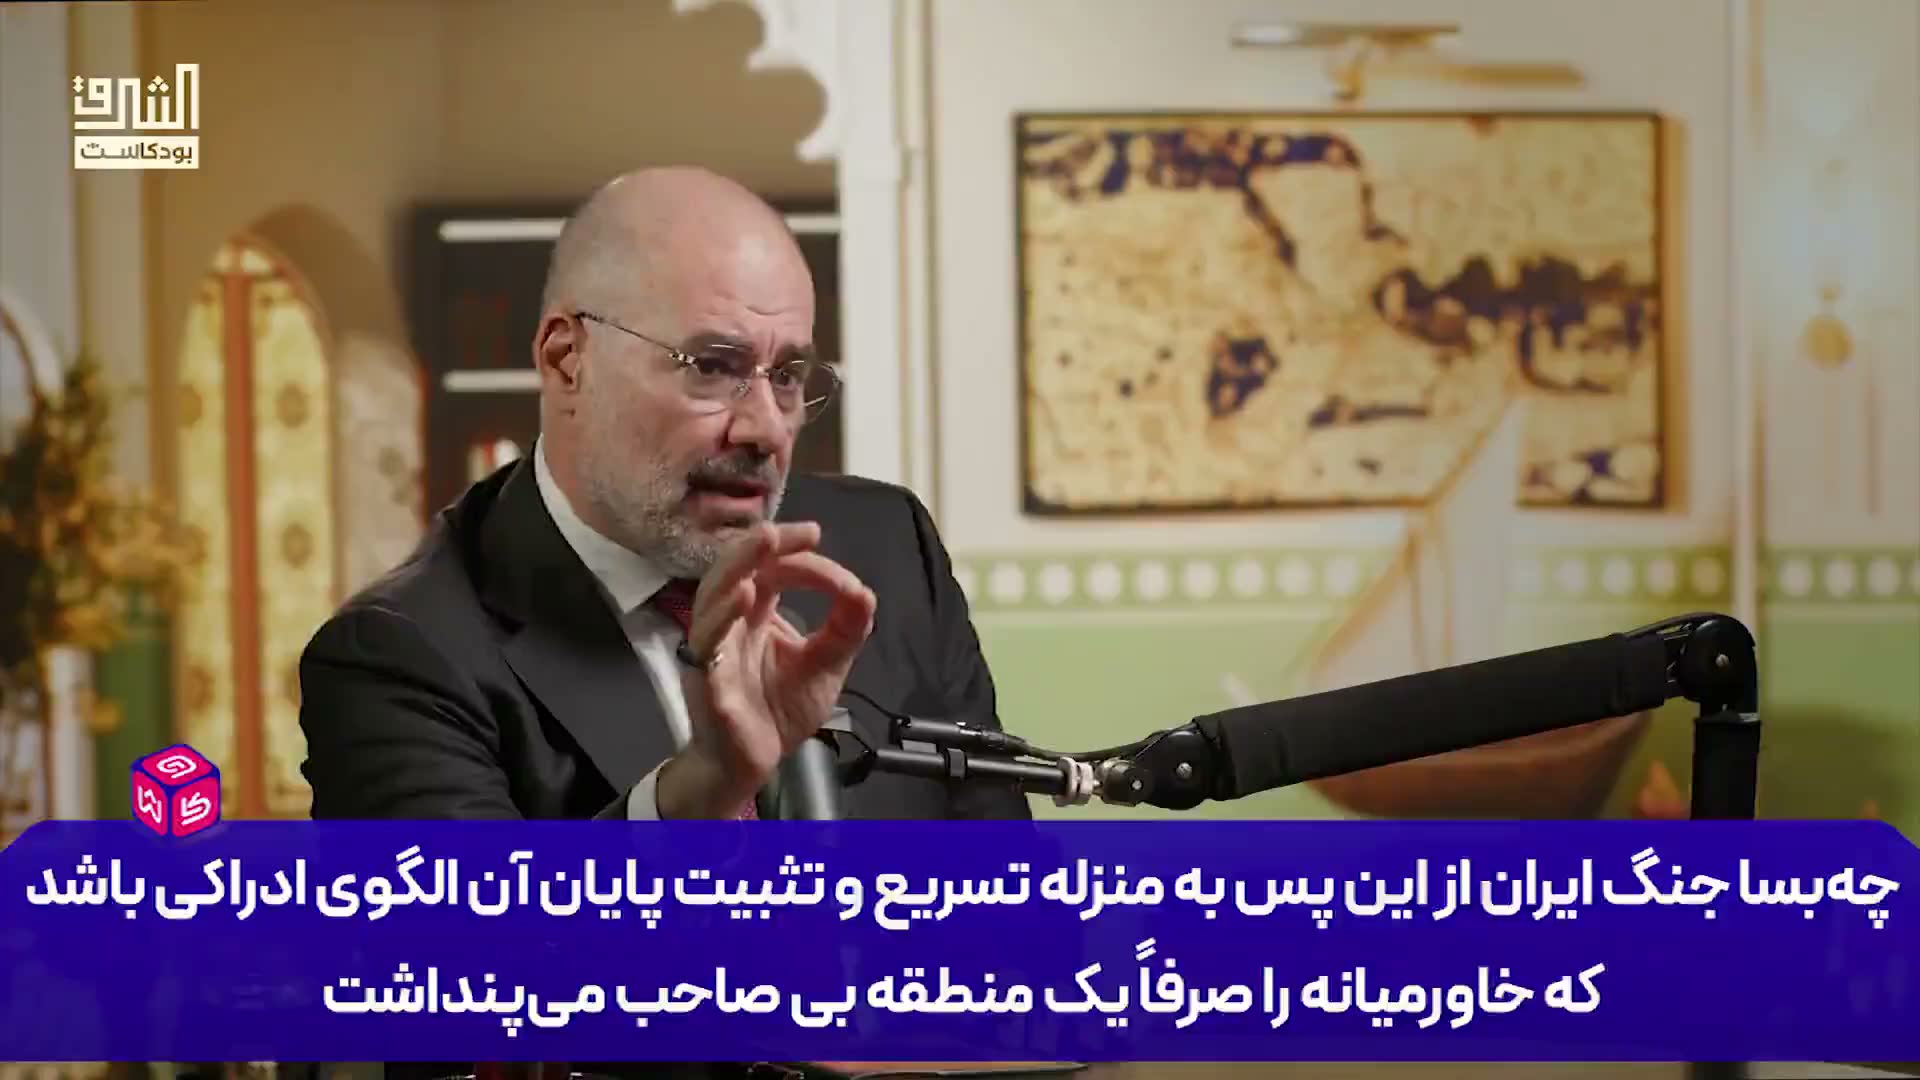 الشرق
بودكاست
چه‌بسا جنگ ایران از این پس به منزله تسریع و تثبیت پایان آن الگوی ادراکی باشد
که خاورمیانه را صرفاً یک منطقه بی صاحب می‌پنداشت